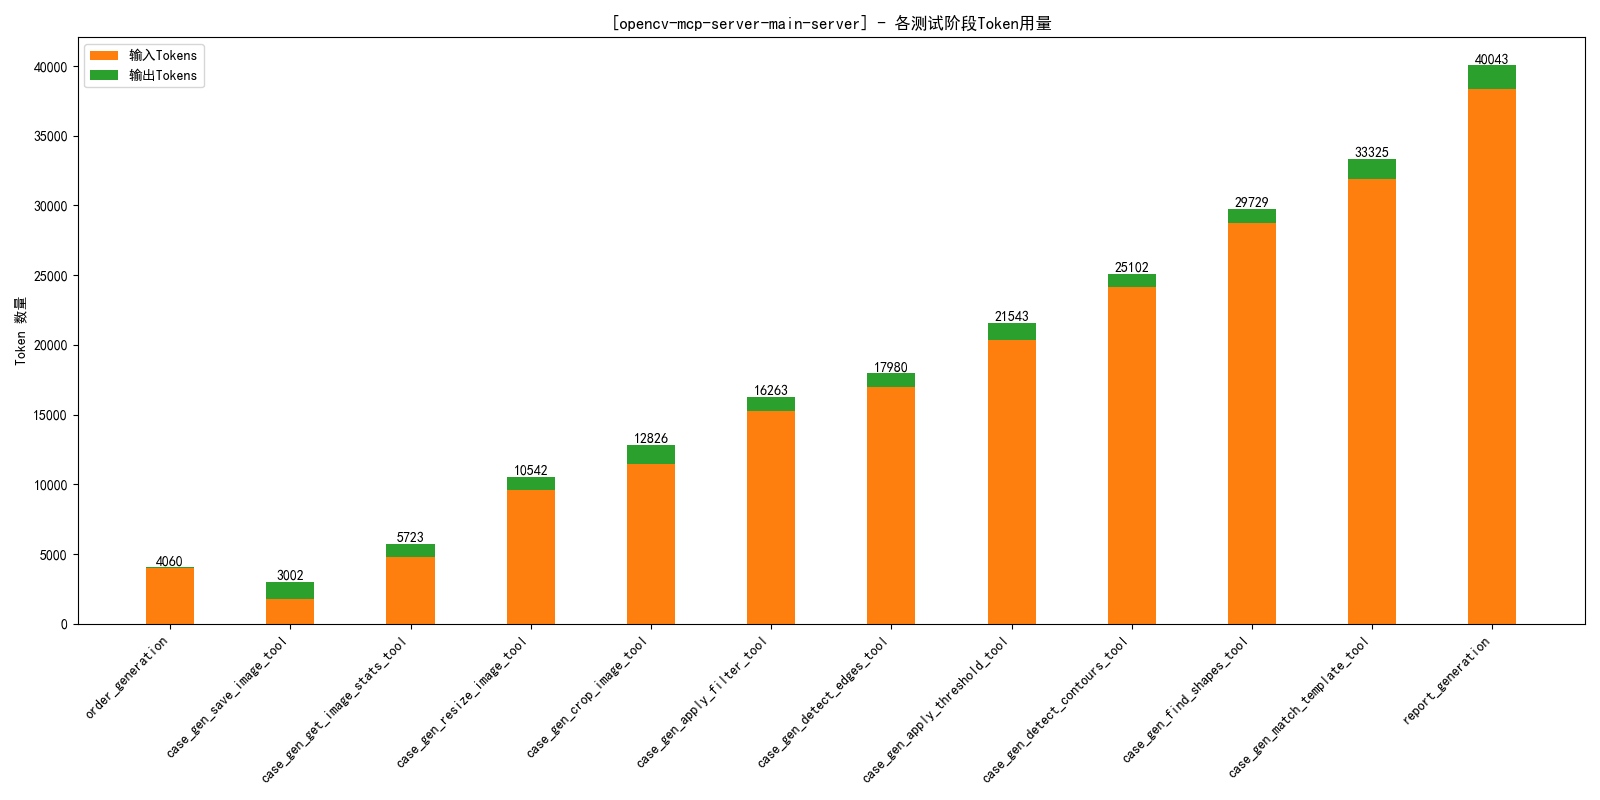 [opencv-mcp-server-main-server] - 各测试阶段Token用量
输入Tokens
输出Tokens
Token 数量
40000
35000
30000
25000
20000
15000
10000
5000
0
4060
3002
5723
10542
12826
16263
17980
21543
25102
29729
33325
40043
order_generation
case_gen_save_image_tool
case_gen_get_image_stats_tool
case_gen_resize_image_tool
case_gen_crop_image_tool
case_gen_apply_filter_tool
case_gen_detect_edges_tool
case_gen_apply_threshold_tool
case_gen_detect_contours_tool
case_gen_find_shapes_tool
case_gen_match_template_tool
report_generation